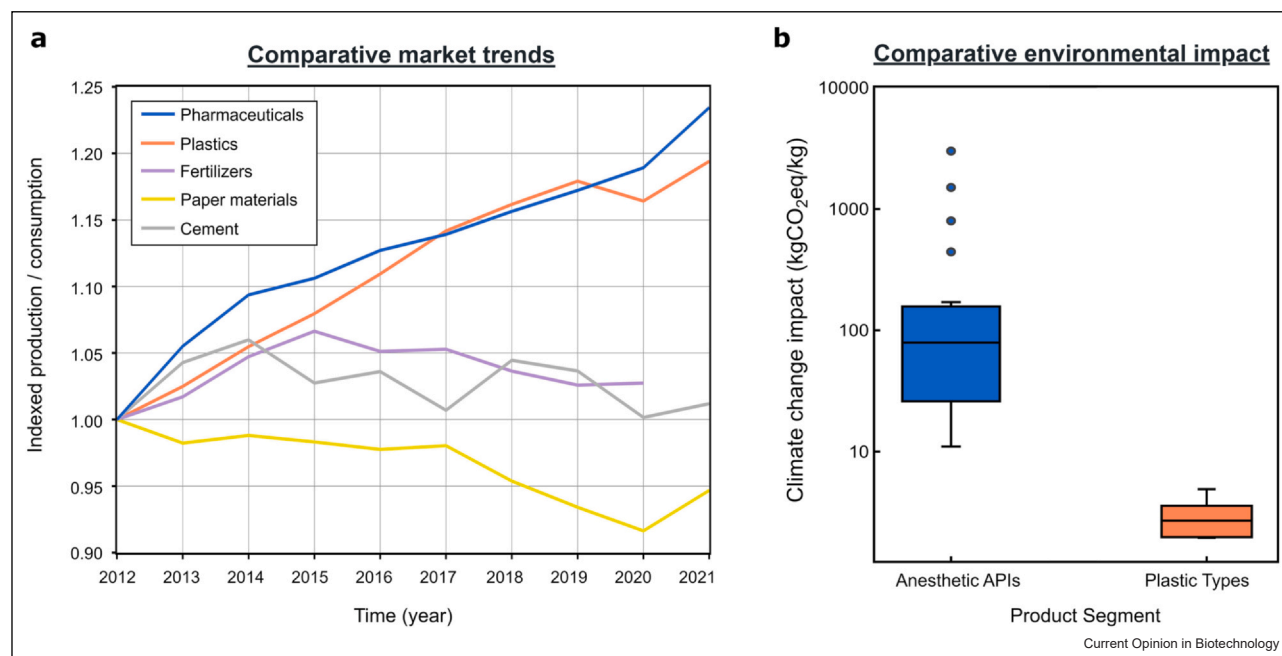 a
Comparative market trends
Indexed production / consumption
1.25
1.20
1.15
1.10
1.05
1.00
0.95
0.90
Pharmaceuticals
Plastics
Fertilizers
Paper materials
Cement
2012 2013 2014 2015 2016 2017 2018 2019 2020 2021
Time (year)
b
Comparative environmental impact
Climate change impact (kgCO₂eq/kg)
10000
1000
100
10
Anesthetic APIs Plastic Types
Product Segment
Current Opinion in Biotechnology